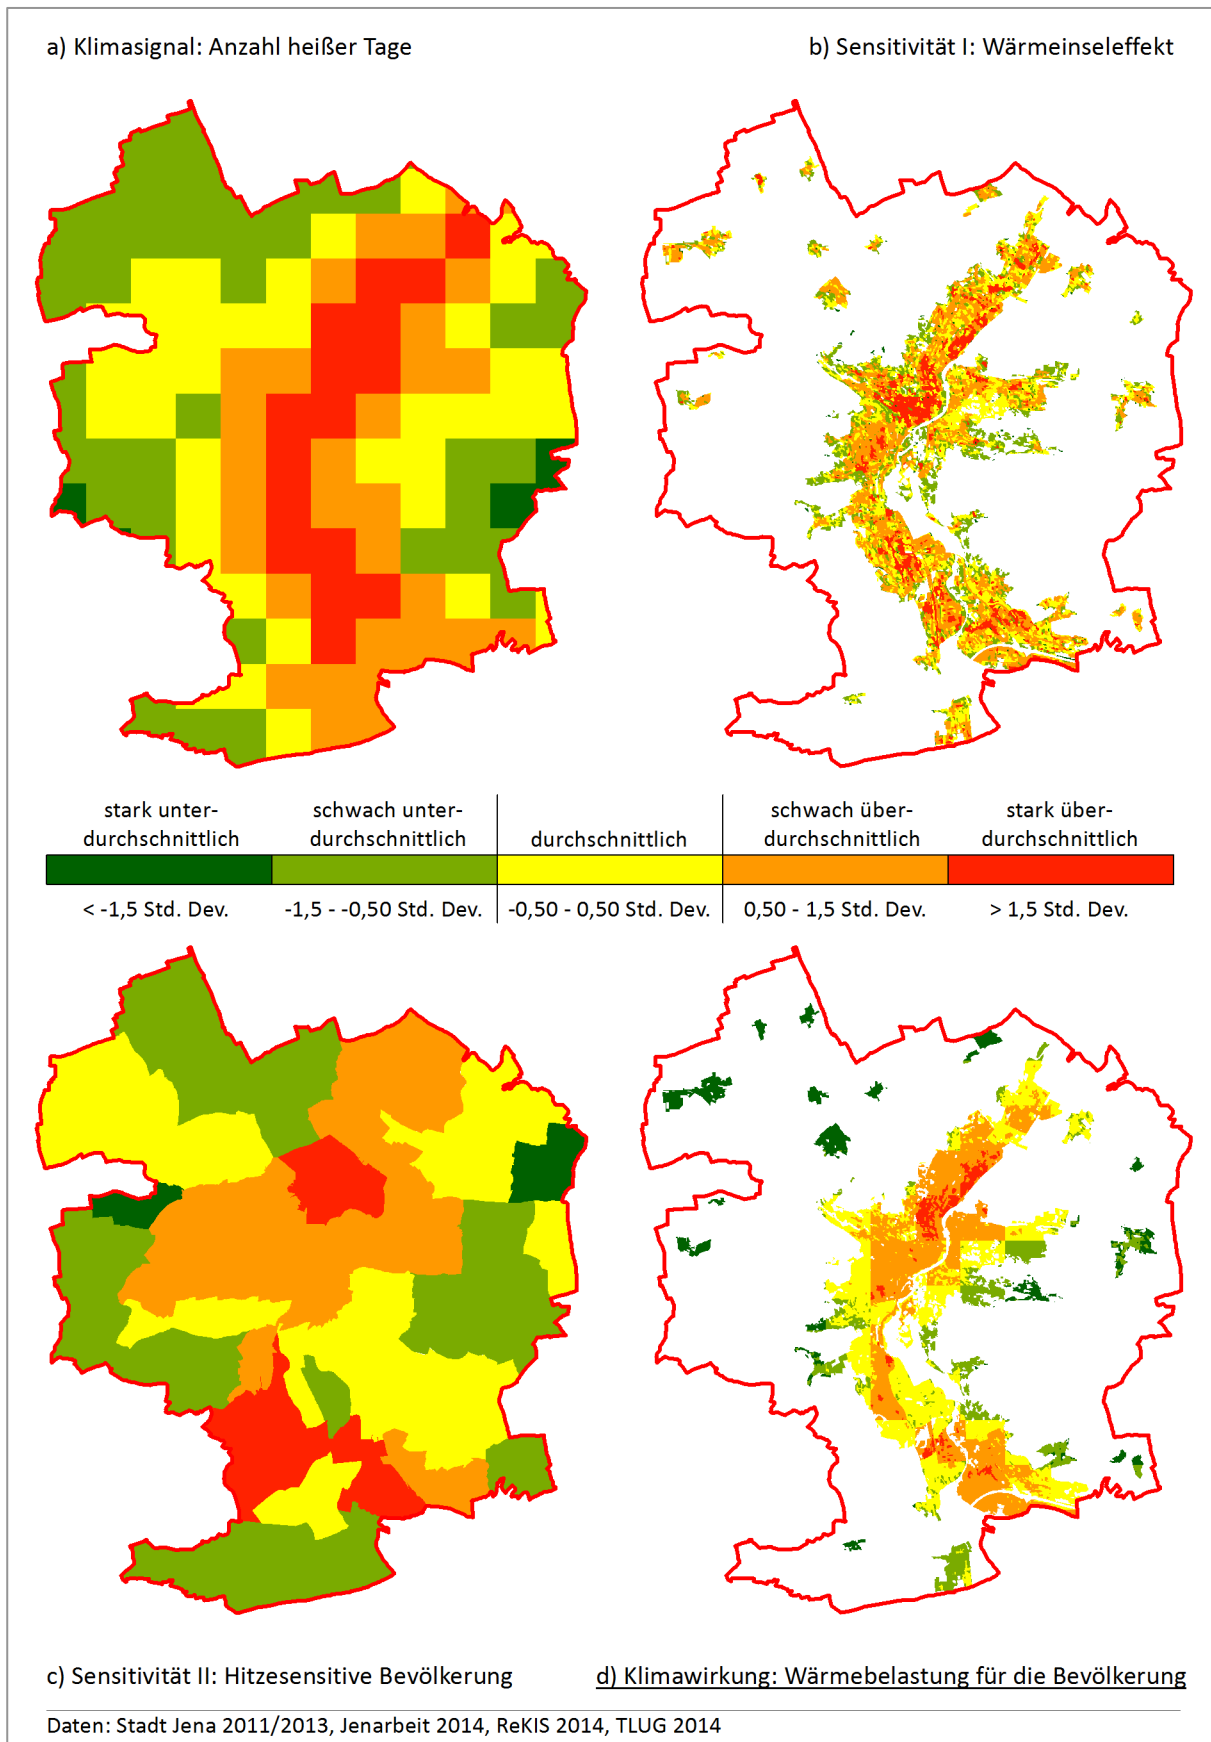 a) Klimasignal: Anzahl heißer Tage
b) Sensitivität I: Wärmeinseleffekt
stark unter-
durchschnittlich
schwach unter-
durchschnittlich
durchschnittlich
schwach über-
durchschnittlich
stark über-
durchschnittlich
< -1,5 Std. Dev.
-1,5 - -0,50 Std. Dev.
-0,50 - 0,50 Std. Dev.
0,50 - 1,5 Std. Dev.
> 1,5 Std. Dev.
c) Sensitivität II: Hitzesensitive Bevölkerung
d) Klimawirkung: Wärmebelastung für die Bevölkerung
Daten: Stadt Jena 2011/2013, Jenarbeit 2014, ReKIS 2014, TLUG 2014